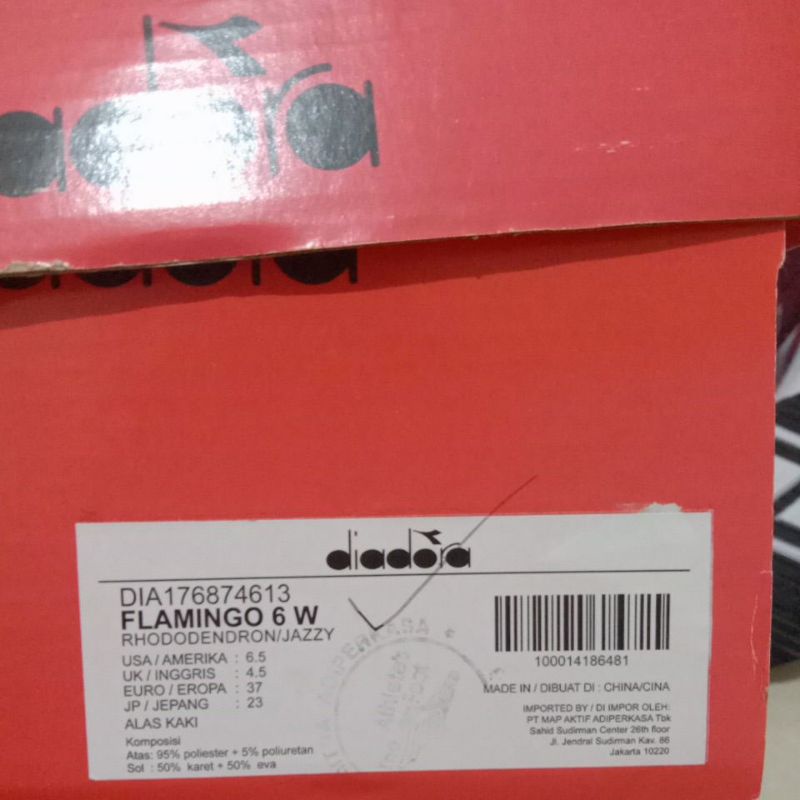 diadora
diadora
diadora
DIA176874613
FLAMINGO 6 W
RHODODENDRON/JAZZY
USA / AMERIKA : 6.5
UK / INGGRIS : 4.5
EURO / EROPA : 37
JP / JEPANG : 23
ALAS KAKI
Komposisi
Atas: 95% poliester + 5% poliuretan
Sol : 50% karet + 50% eva
100014186481
MADE IN / DIBUAT DI : CHINA/CINA
IMPORTED BY / DI IMPOR OLEH:
PT MAP AKTIF ADIPERKASA Tbk
Sahid Sudirman Center 26th floor
Jl. Jendral Sudirman Kav. 86
Jakarta 10220
ADIPERKASA